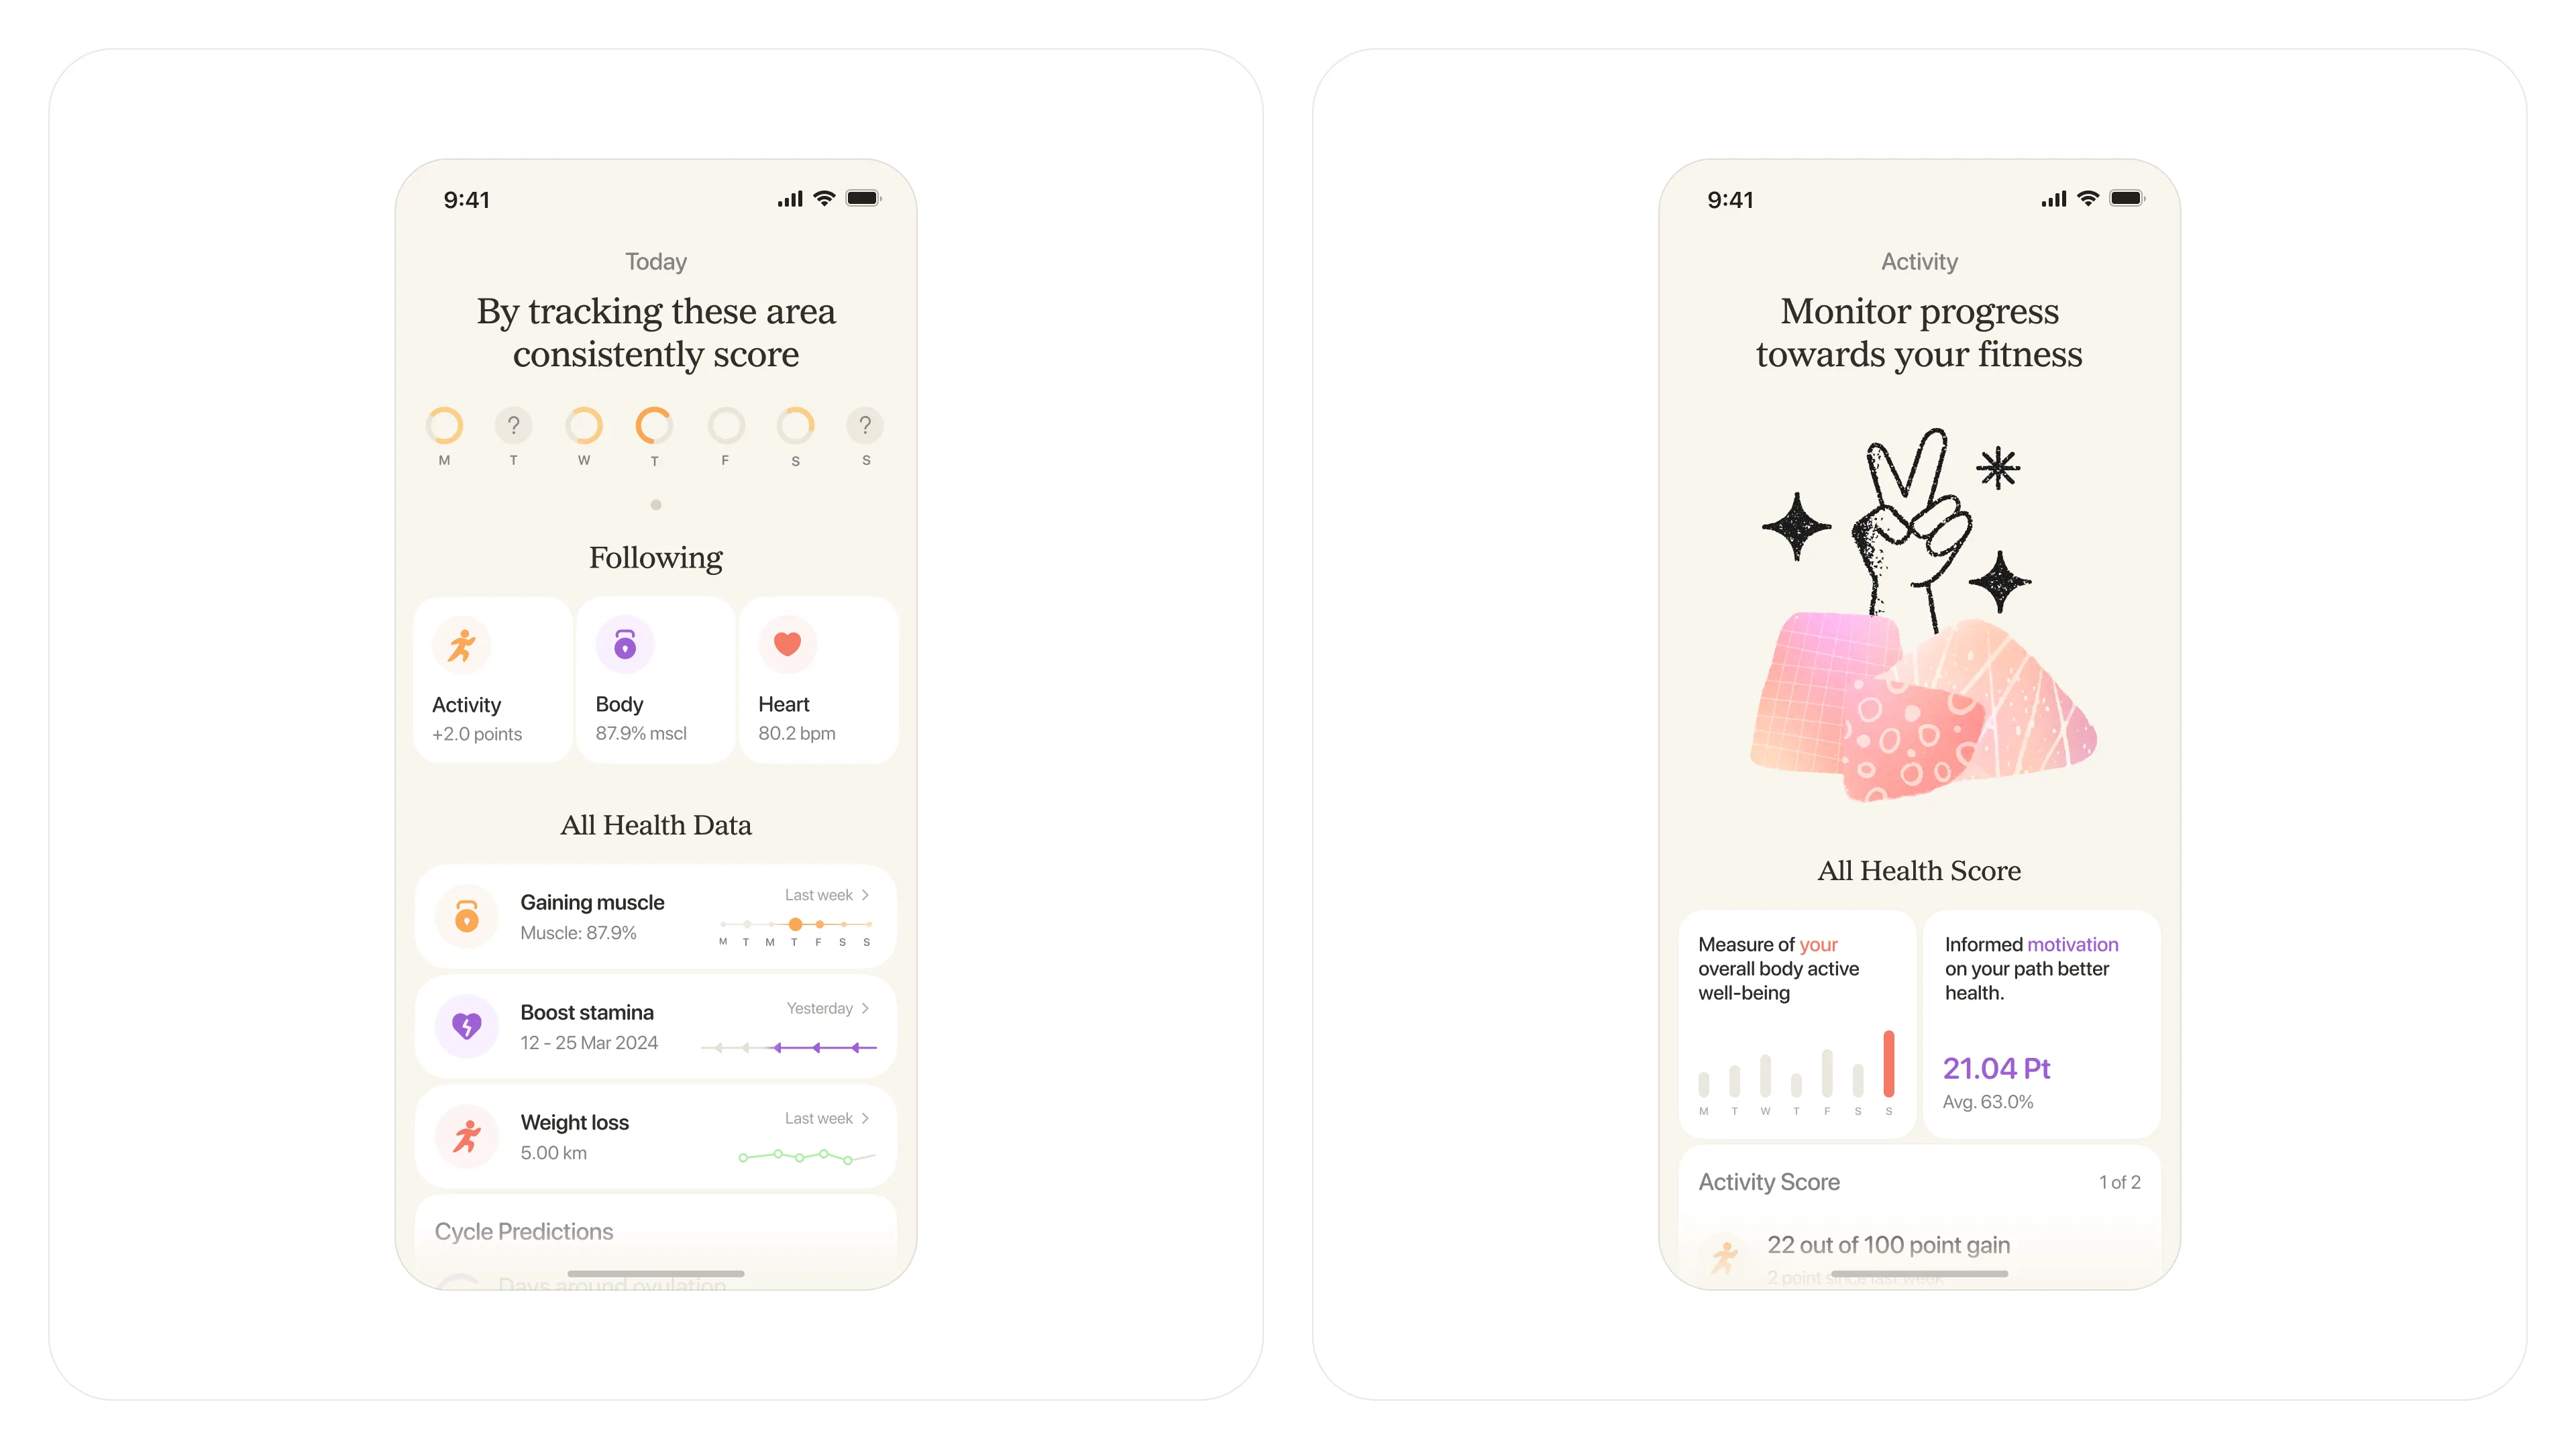 9:41
Today
By tracking these area
consistently score
? ?
M T W T F S S
Following
Activity
+2.0 points
Body
87.9% mscl
Heart
80.2 bpm
All Health Data
Gaining muscle
Muscle: 87.9%
Last week
M T M T F S S
Boost stamina
12 - 25 Mar 2024
Yesterday
Weight loss
5.00 km
Last week
Cycle Predictions
Days around ovulation
9:41
Activity
Monitor progress
towards your fitness
All Health Score
Measure of your
overall body active
well-being
M T W T F S S
Informed motivation
on your path better
health.
21.04 Pt
Avg. 63.0%
Activity Score
1 of 2
22 out of 100 point gain
2 point since last week